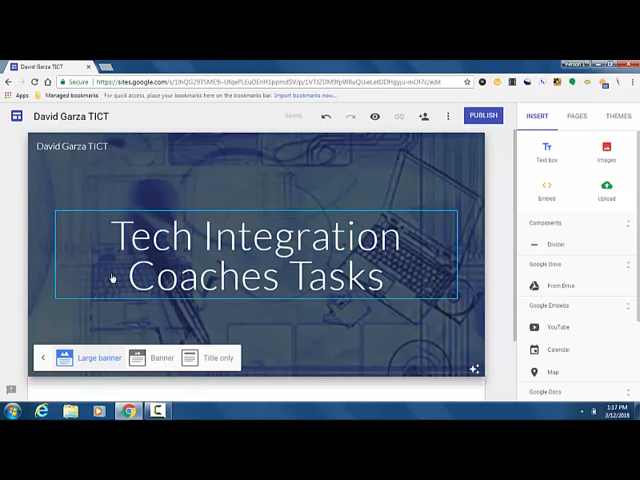 David Garza TICT
Secure
Apps
Managed bookmarks
For quick access, place your bookmarks here on the bookmarks bar.
Import bookmarks now...
David Garza TICT
Saving...
PUBLISH
INSERT
PAGES
THEMES
David Garza TICT
Tech Integration
Coaches Tasks
Large banner
Banner
Title only
Tt
Text box
Images
Embed
Upload
Components
Divider
Google Drive
From Drive
Google Embeds
YouTube
Calendar
Map
Google Docs
1:17 PM
3/12/2018